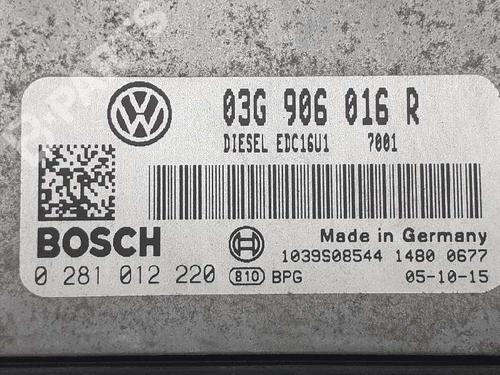 03G 906 016 R
DIESEL EDC16U1 7001
BOSCH
Made in Germany
1039S08544 1480 0677
0 281 012 220 810 BPG 05-10-15